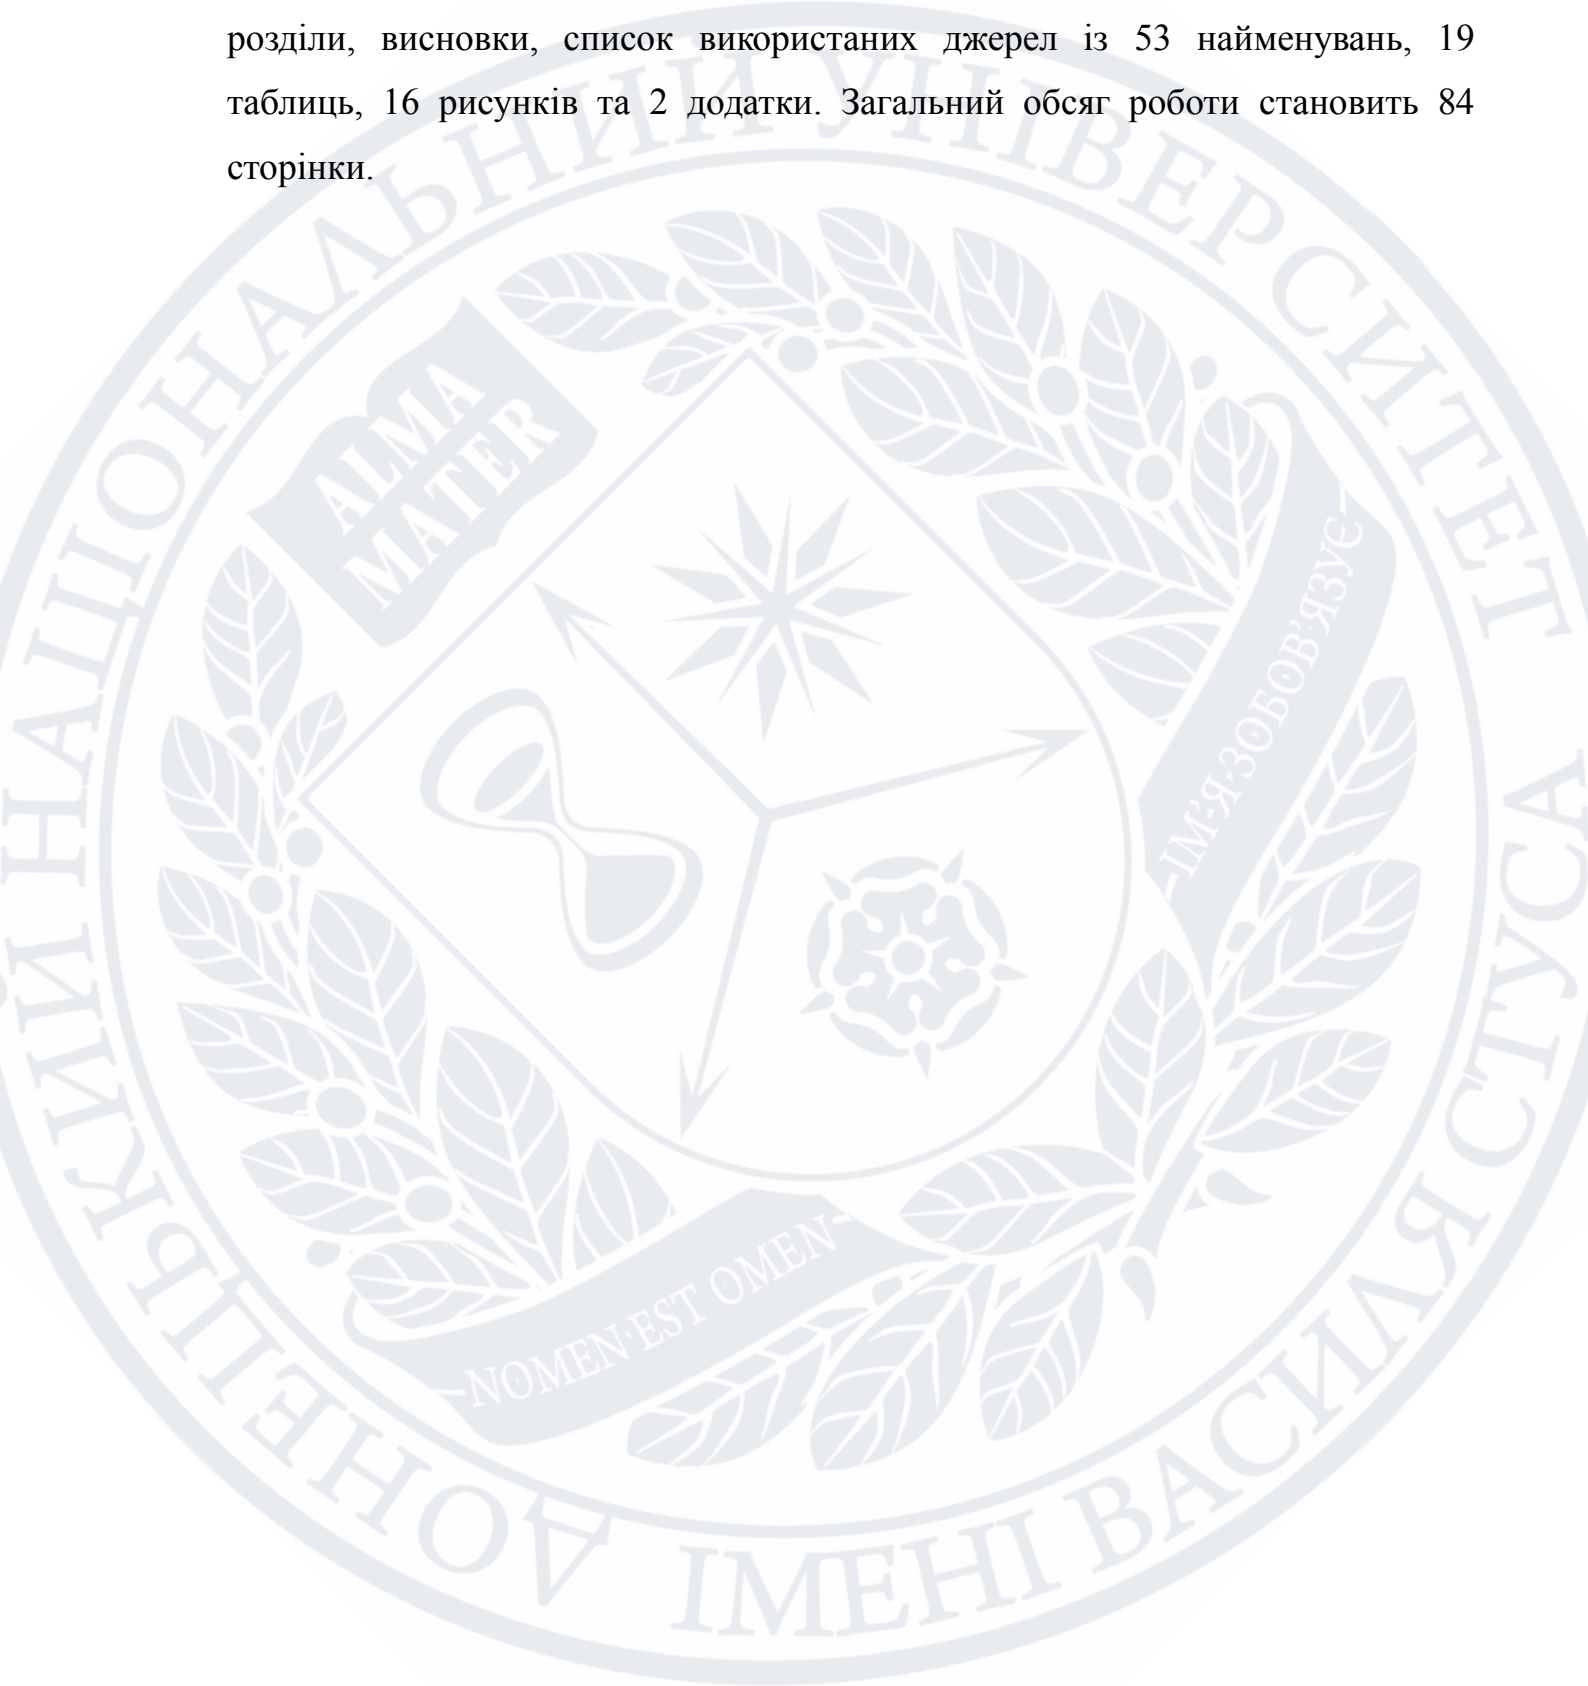 розділи, висновки, список використаних джерел із 53 найменувань, 19
таблиць, 16 рисунків та 2 додатки. Загальний обсяг роботи становить 84
сторінки.
ДОНЕЦЬКИЙ НАЦІОНАЛЬНИЙ УНІВЕРСИТЕТ
ІМЕНІ ВАСИЛЯ СТУСА
ALMA
MATER
ІМ'Я ЗОБОВ'ЯЗУЄ
NOMEN EST OMEN